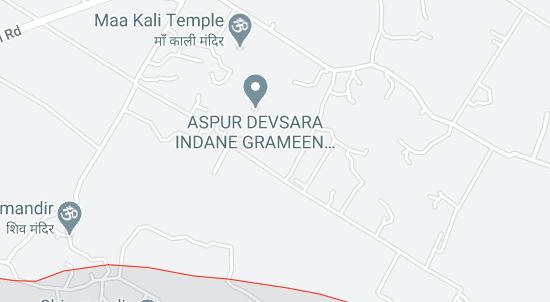 Rd
Maa Kali Temple
माँ काली मंदिर
ASPUR DEVSARA
INDANE GRAMEEN...
mandir
शिव मंदिर